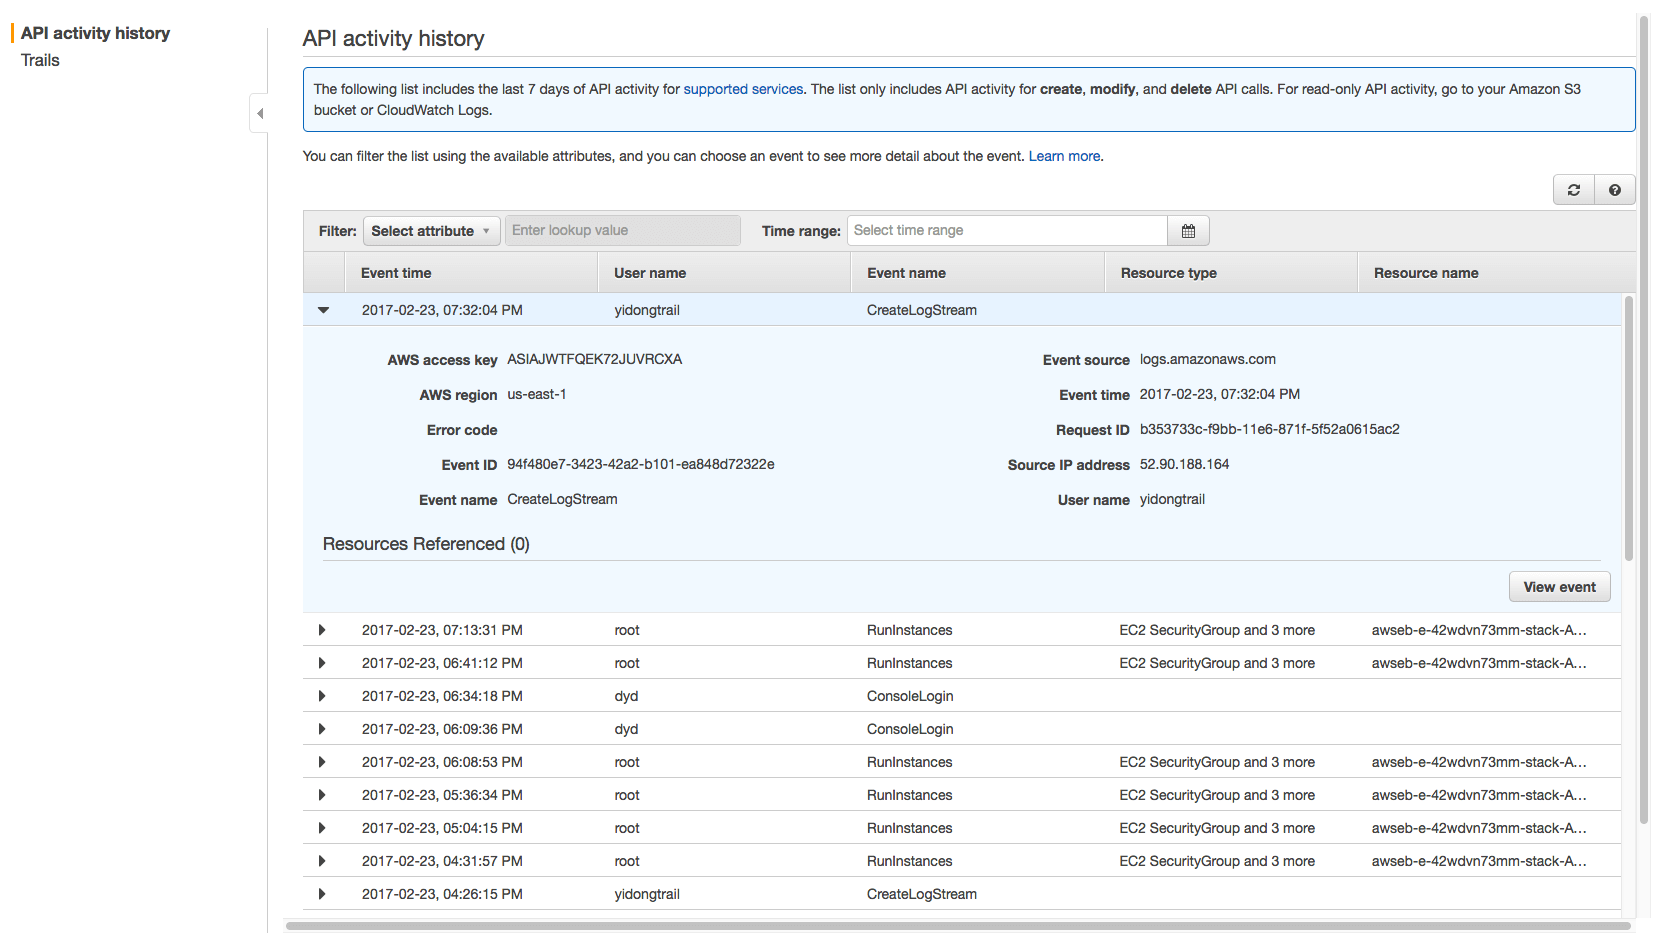 API activity history
Trails
API activity history
The following list includes the last 7 days of API activity for supported services. The list only includes API activity for create, modify, and delete API calls. For read-only API activity, go to your Amazon S3
bucket or CloudWatch Logs.
You can filter the list using the available attributes, and you can choose an event to see more detail about the event. Learn more.
Filter: Select attribute Enter lookup value Time range: Select time range
Event time User name Event name Resource type Resource name
2017-02-23, 07:32:04 PM yidongtrail CreateLogStream
AWS access key ASIAJWTFQEK72JUVRCXA Event source logs.amazonaws.com
AWS region us-east-1 Event time 2017-02-23, 07:32:04 PM
Error code Request ID b353733c-f9bb-11e6-871f-5f52a0615ac2
Event ID 94f480e7-3423-42a2-b101-ea848d72322e Source IP address 52.90.188.164
Event name CreateLogStream User name yidongtrail
Resources Referenced (0)
View event
2017-02-23, 07:13:31 PM root RunInstances EC2 SecurityGroup and 3 more awseb-e-42wdvn73mm-stack-A...
2017-02-23, 06:41:12 PM root RunInstances EC2 SecurityGroup and 3 more awseb-e-42wdvn73mm-stack-A...
2017-02-23, 06:34:18 PM dyd ConsoleLogin
2017-02-23, 06:09:36 PM dyd ConsoleLogin
2017-02-23, 06:08:53 PM root RunInstances EC2 SecurityGroup and 3 more awseb-e-42wdvn73mm-stack-A...
2017-02-23, 05:36:34 PM root RunInstances EC2 SecurityGroup and 3 more awseb-e-42wdvn73mm-stack-A...
2017-02-23, 05:04:15 PM root RunInstances EC2 SecurityGroup and 3 more awseb-e-42wdvn73mm-stack-A...
2017-02-23, 04:31:57 PM root RunInstances EC2 SecurityGroup and 3 more awseb-e-42wdvn73mm-stack-A...
2017-02-23, 04:26:15 PM yidongtrail CreateLogStream